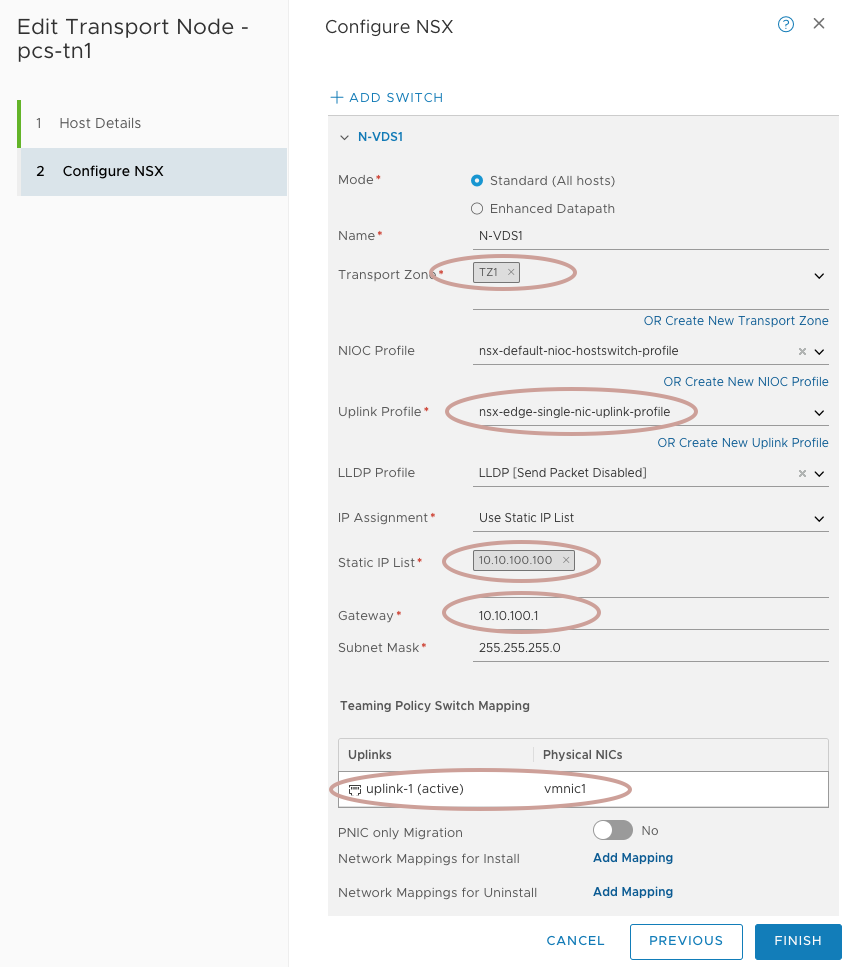 Edit Transport Node -
pcs-tn1
1 Host Details
2 Configure NSX
Configure NSX
?
+ ADD SWITCH
N-VDS1
Mode* Standard (All hosts)
Enhanced Datapath
Name* N-VDS1
Transport Zone* TZ1 ×
OR Create New Transport Zone
NIOC Profile nsx-default-nioc-hostswitch-profile ×
OR Create New NIOC Profile
Uplink Profile* nsx-edge-single-nic-uplink-profile
OR Create New Uplink Profile
LLDP Profile LLDP [Send Packet Disabled] ×
IP Assignment* Use Static IP List
Static IP List* 10.10.100.100 ×
Gateway* 10.10.100.1
Subnet Mask* 255.255.255.0
Teaming Policy Switch Mapping
Uplinks Physical NICs
uplink-1 (active) vmnic1
PNIC only Migration No
Network Mappings for Install Add Mapping
Network Mappings for Uninstall Add Mapping
CANCEL PREVIOUS FINISH